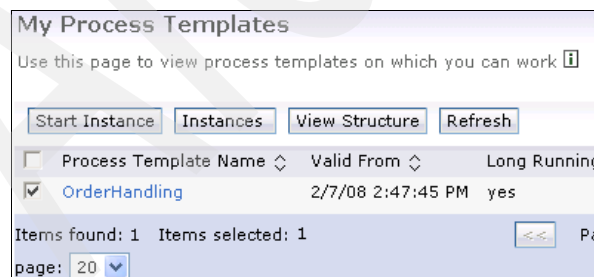 My Process Templates
Use this page to view process templates on which you can work i
Start Instance Instances View Structure Refresh
Process Template Name Valid From Long Running
OrderHandling 2/7/08 2:47:45 PM yes
Items found: 1 Items selected: 1 << Pa
page: 20